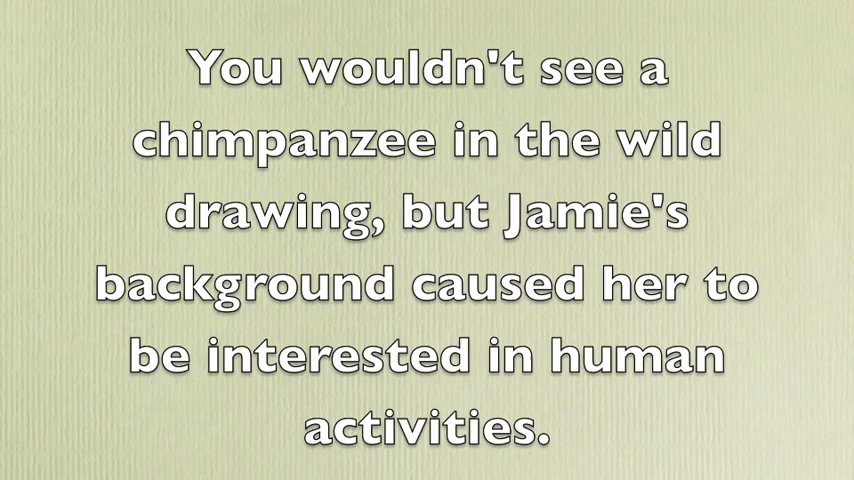 You wouldn't see a
chimpanzee in the wild
drawing, but Jamie's
background caused her to
be interested in human
activities.